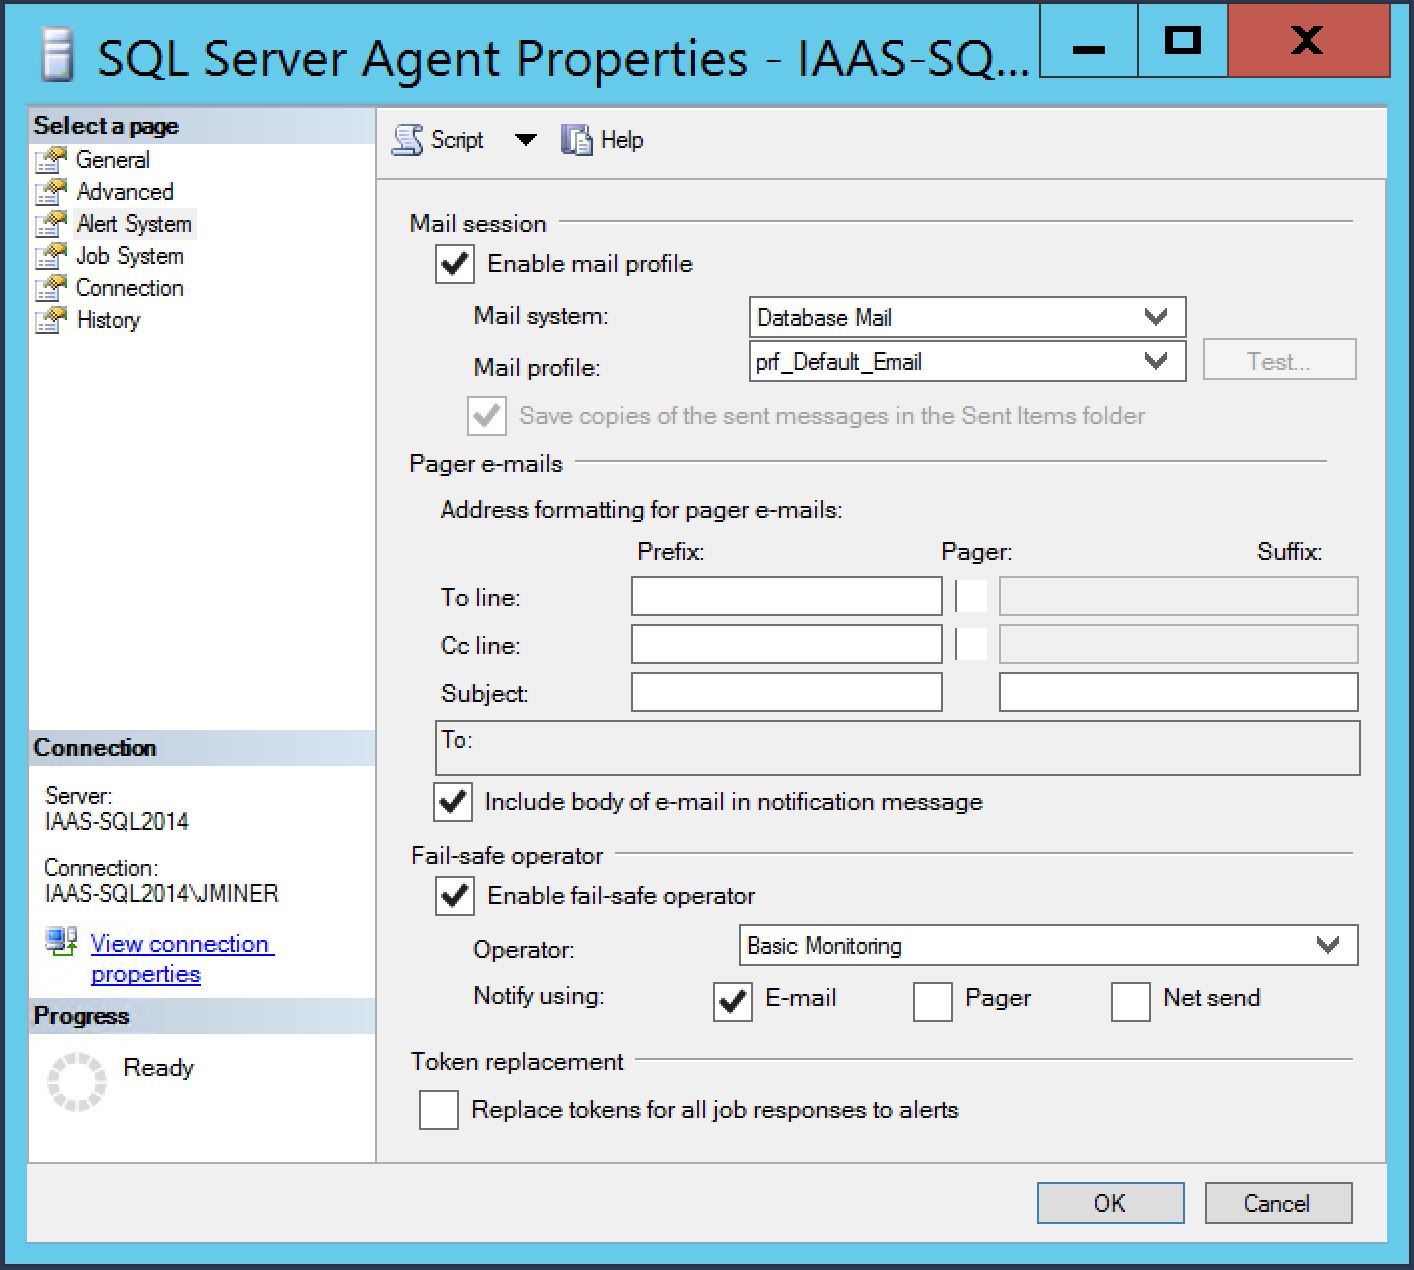 SQL Server Agent Properties - IAAS-SQ...
Select a page
General
Advanced
Alert System
Job System
Connection
History
Script
Help
Mail session
Enable mail profile
Mail system:
Database Mail
Mail profile:
prf_Default_Email
Test...
Save copies of the sent messages in the Sent Items folder
Pager e-mails
Address formatting for pager e-mails:
Prefix: Pager: Suffix:
To line:
Cc line:
Subject:
To:
Include body of e-mail in notification message
Fail-safe operator
Enable fail-safe operator
Operator:
Basic Monitoring
Notify using:
E-mail
Pager
Net send
Token replacement
Replace tokens for all job responses to alerts
Connection
Server:
IAAS-SQL2014
Connection:
IAAS-SQL2014\JMINER
View connection
properties
Progress
Ready
OK
Cancel